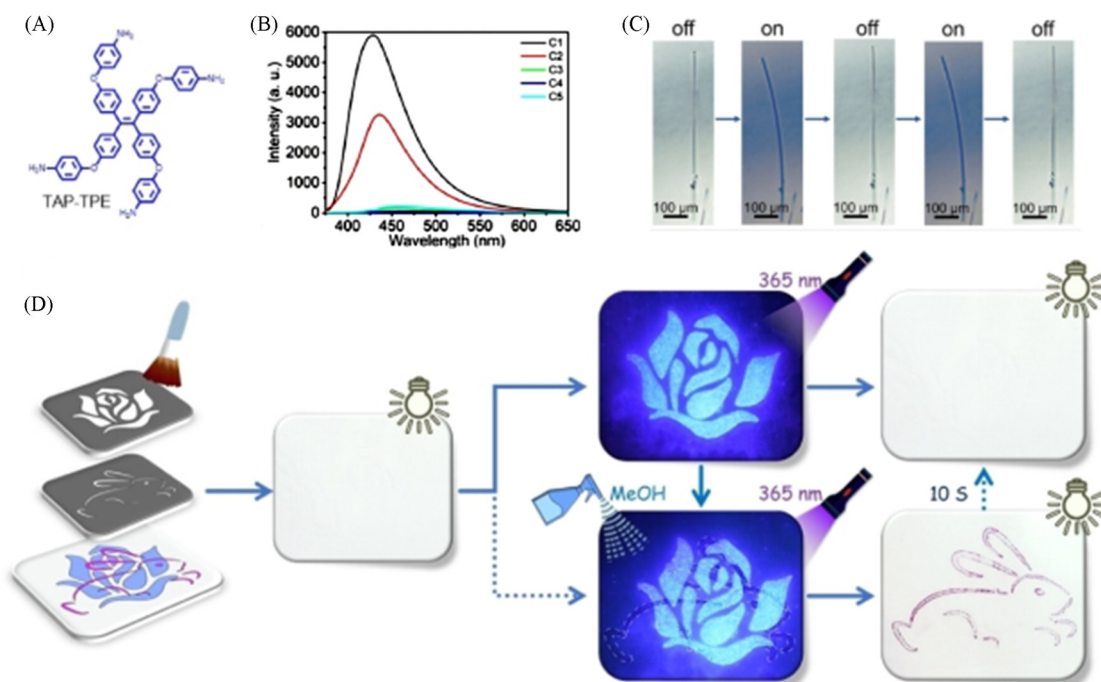 (A)
NH₂
H₂N
O
O
NH₂
O
O
H₂N
NH₂
TAP-TPE
(B)
6000
5000
4000
3000
2000
1000
0
Intensity (a. u.)
C1
C2
C3
C4
C5
400 450 500 550 600 650
Wavelength (nm)
(C)
off on off on off
100 μm 100 μm 100 μm 100 μm 100 μm
(D)
365 nm
MeOH
365 nm
10 S